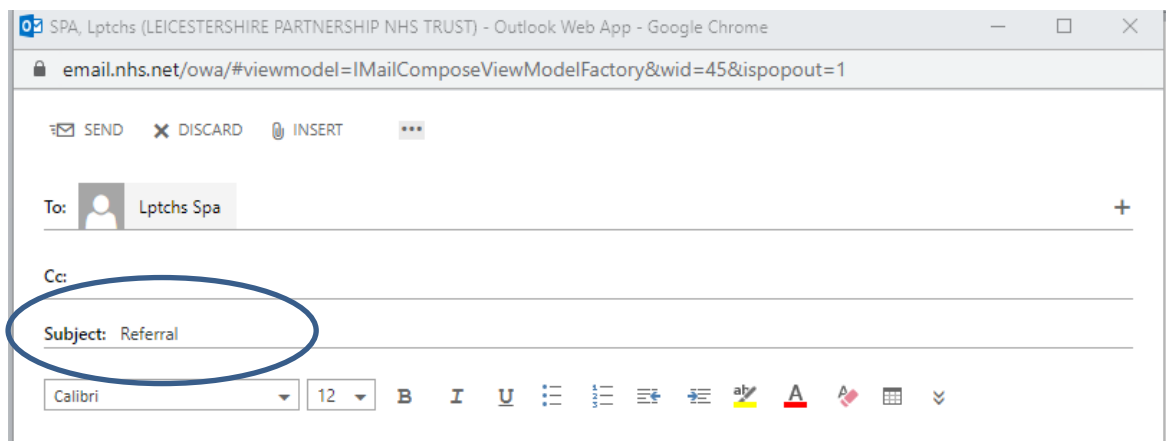 SPA, Lptchs (LEICESTERSHIRE PARTNERSHIP NHS TRUST) - Outlook Web App - Google Chrome
email.nhs.net/owa/#viewmodel=IMailComposeViewModelFactory&wid=45&ispopout=1
SEND DISCARD INSERT
To: Lptchs Spa
Cc:
Subject: Referral
Calibri 12 B I U ab A